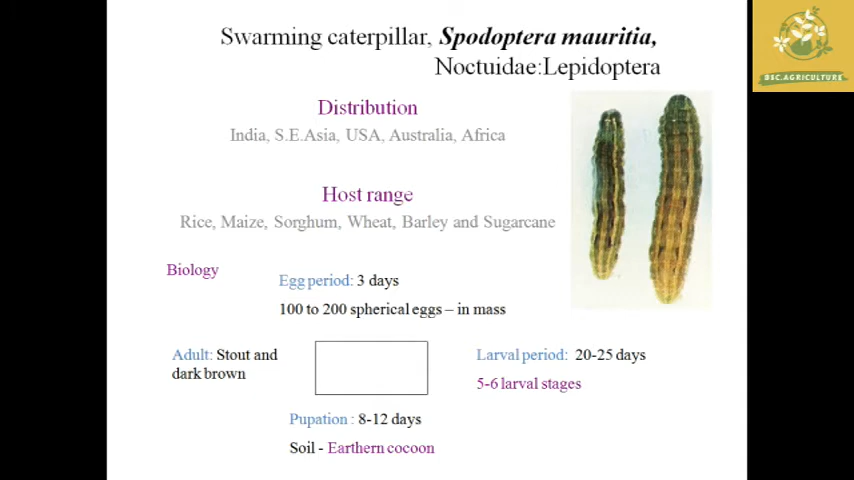 Swarming caterpillar, Spodoptera mauritia,
Noctuidae:Lepidoptera
BSC.AGRICULTURE
Distribution
India, S.E.Asia, USA, Australia, Africa
Host range
Rice, Maize, Sorghum, Wheat, Barley and Sugarcane
Biology
Egg period: 3 days
100 to 200 spherical eggs – in mass
Adult: Stout and
dark brown
Larval period: 20-25 days
5-6 larval stages
Pupation : 8-12 days
Soil - Earthern cocoon